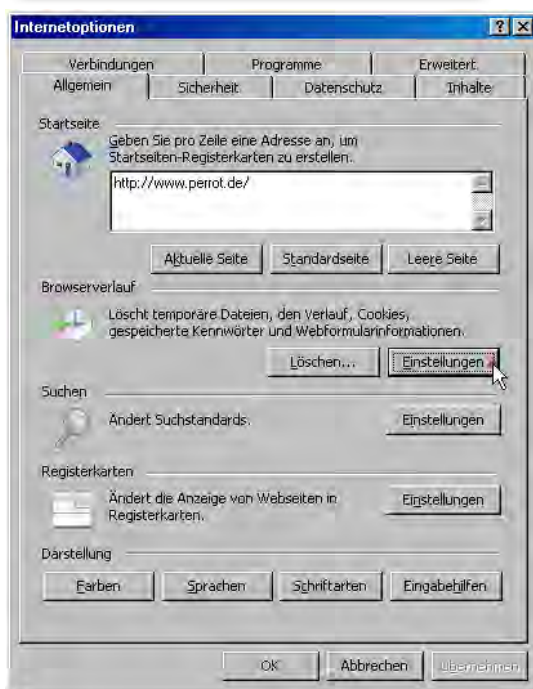 Internetoptionen
Verbindungen Programme Erweitert
Allgemein Sicherheit Datenschutz Inhalte
Startseite
Geben Sie pro Zeile eine Adresse an, um
Startseiten-Registerkarten zu erstellen.
http://www.perrot.de/
Aktuelle Seite Standardseite Leere Seite
Browserverlauf
Löscht temporäre Dateien, den Verlauf, Cookies,
gespeicherte Kennwörter und Webformularinformationen.
Löschen... Einstellungen
Suchen
Ändert Suchstandards. Einstellungen
Registerkarten
Ändert die Anzeige von Webseiten in
Registerkarten.
Einstellungen
Darstellung
Farben Sprachen Schriftarten Eingabehilfen
OK Abbrechen Übernehmen